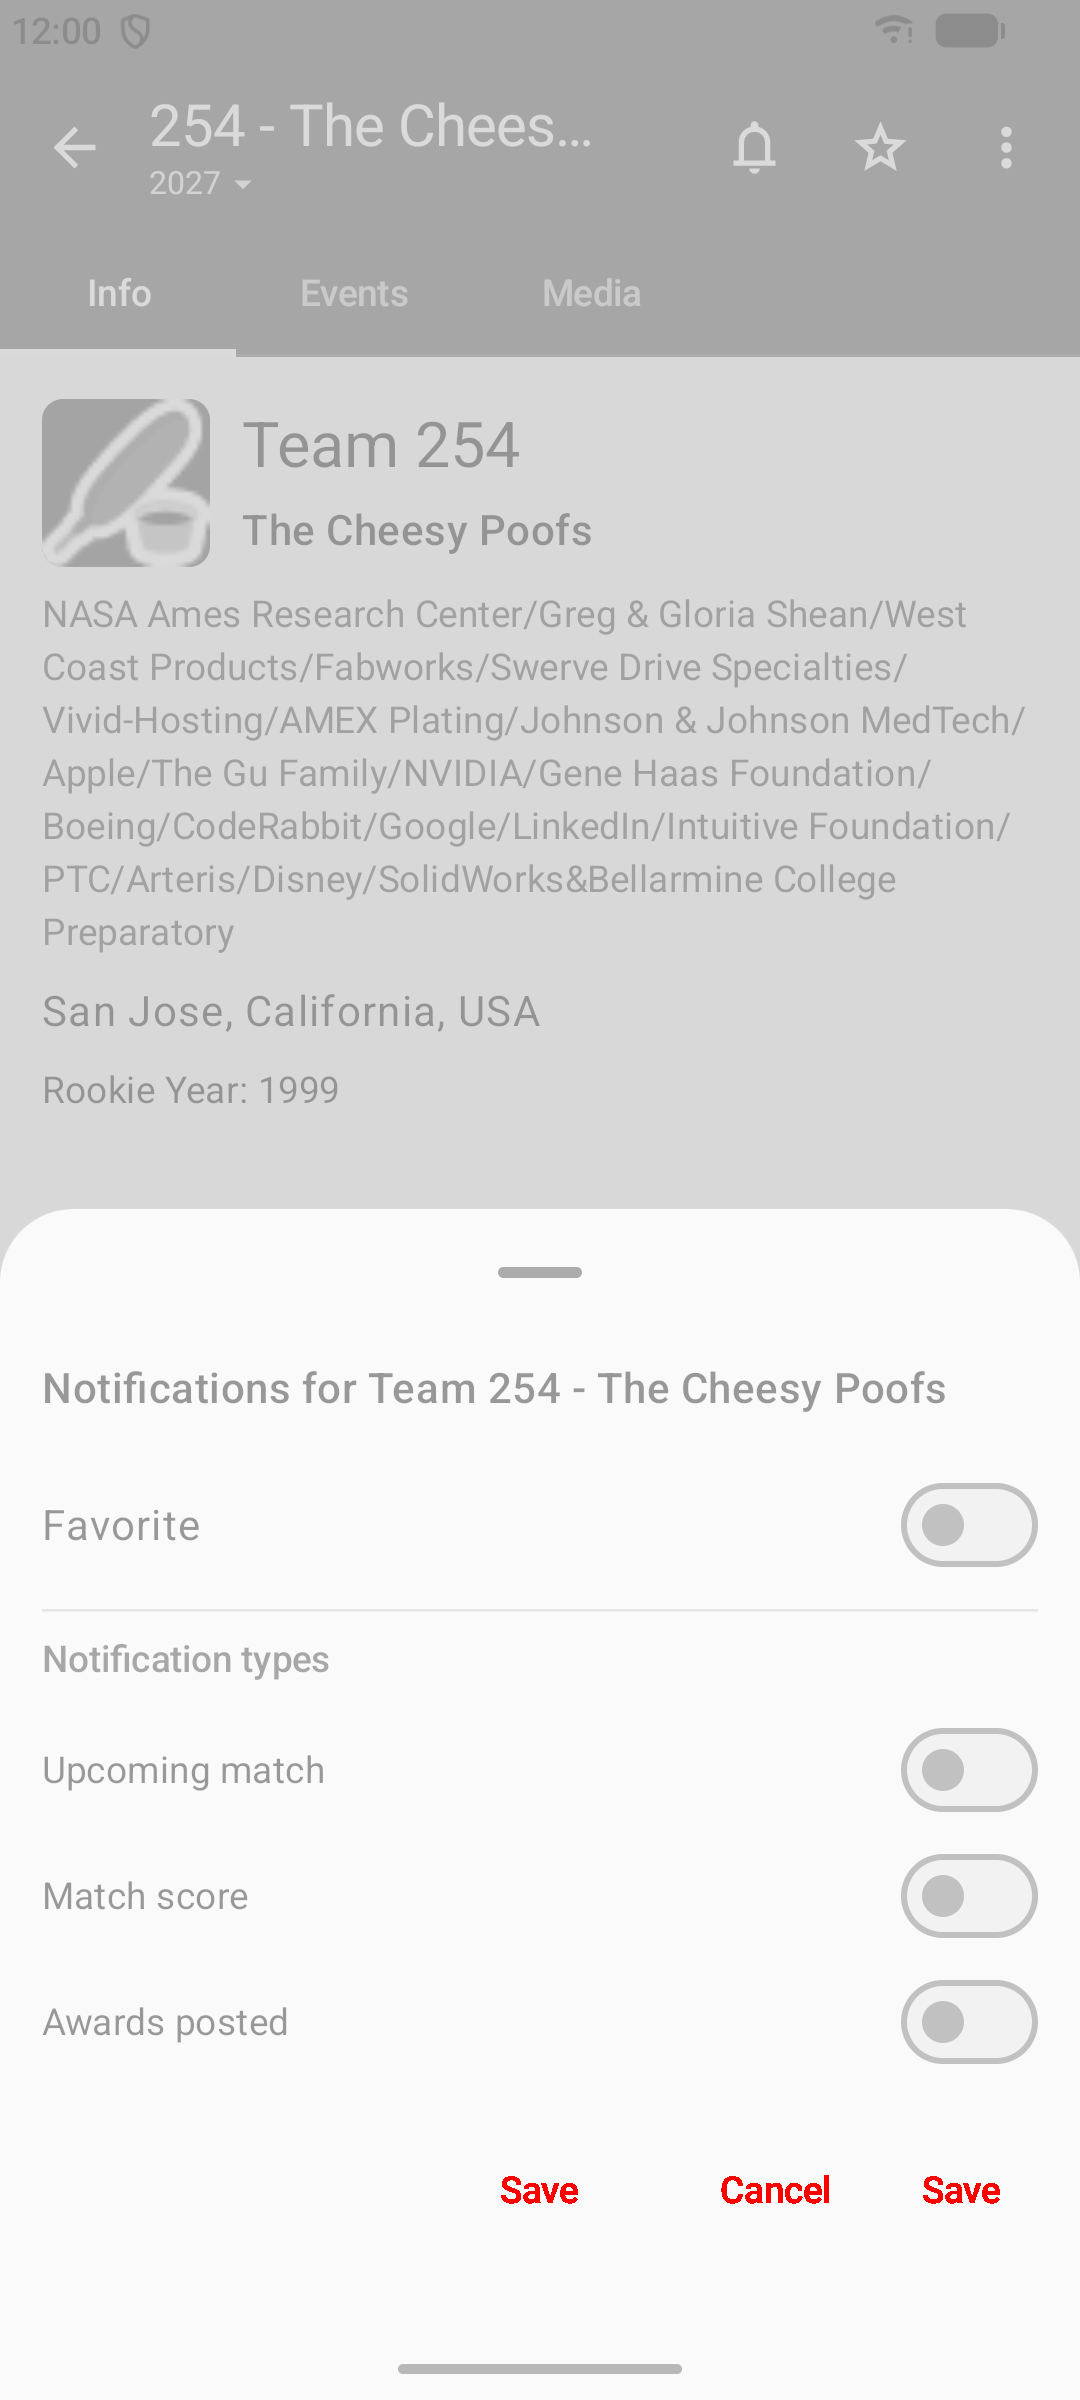 12:00
254 - The Chees...
2027
Info Events Media
Team 254
The Cheesy Poofs
NASA Ames Research Center/Greg & Gloria Shean/West
Coast Products/Fabworks/Swerve Drive Specialties/
Vivid-Hosting/AMEX Plating/Johnson & Johnson MedTech/
Apple/The Gu Family/NVIDIA/Gene Haas Foundation/
Boeing/CodeRabbit/Google/LinkedIn/Intuitive Foundation/
PTC/Arteris/Disney/SolidWorks&Bellarmine College
Preparatory
San Jose, California, USA
Rookie Year: 1999
Notifications for Team 254 - The Cheesy Poofs
Favorite
Notification types
Upcoming match
Match score
Awards posted
Save Cancel Save